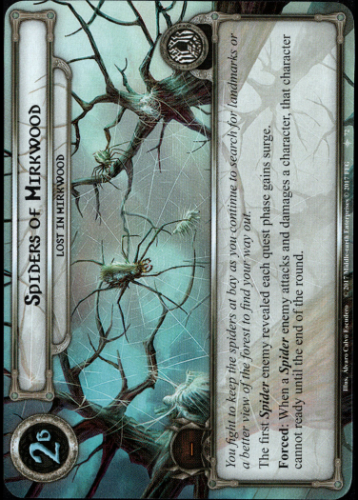 2B
SPIDERS OF MIRKWOOD
LOST IN MIRKWOOD
You fight to keep the spiders at bay as you continue to search for landmarks or
a better view of the forest to find your way out.
The first Spider enemy revealed each quest phase gains surge.
Forced: When a Spider enemy attacks and damages a character, that character
cannot ready until the end of the round.
Illus. Álvaro Calvo Escudero © 2017 Middle-earth Enterprises © 2017 FFG 72